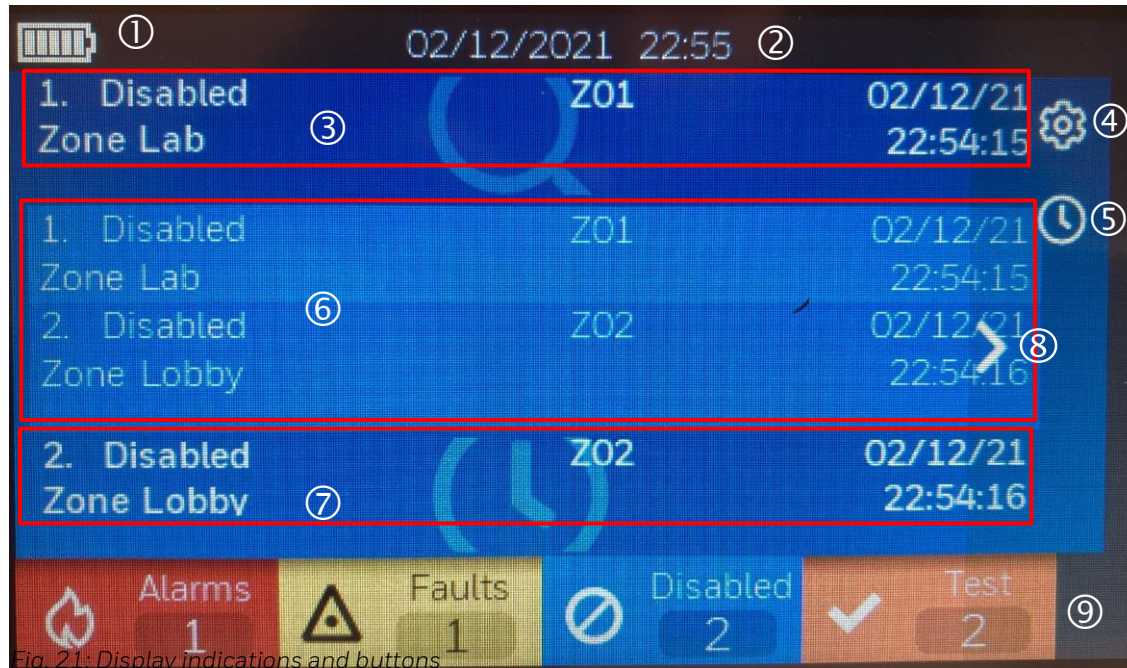 ①
02/12/2021 22:55 ②
1. Disabled Z01 02/12/21
Zone Lab ③ 22:54:15 ④
⑤
1. Disabled Z01 02/12/21
Zone Lab 22:54:15
⑥
2. Disabled Z02 02/12/21
⑧
Zone Lobby 22:54:16
2. Disabled Z02 02/12/21
Zone Lobby ⑦ 22:54:16
Alarms Faults Disabled Test
1 1 2 2 ⑨
Fig. 21: Display indications and buttons